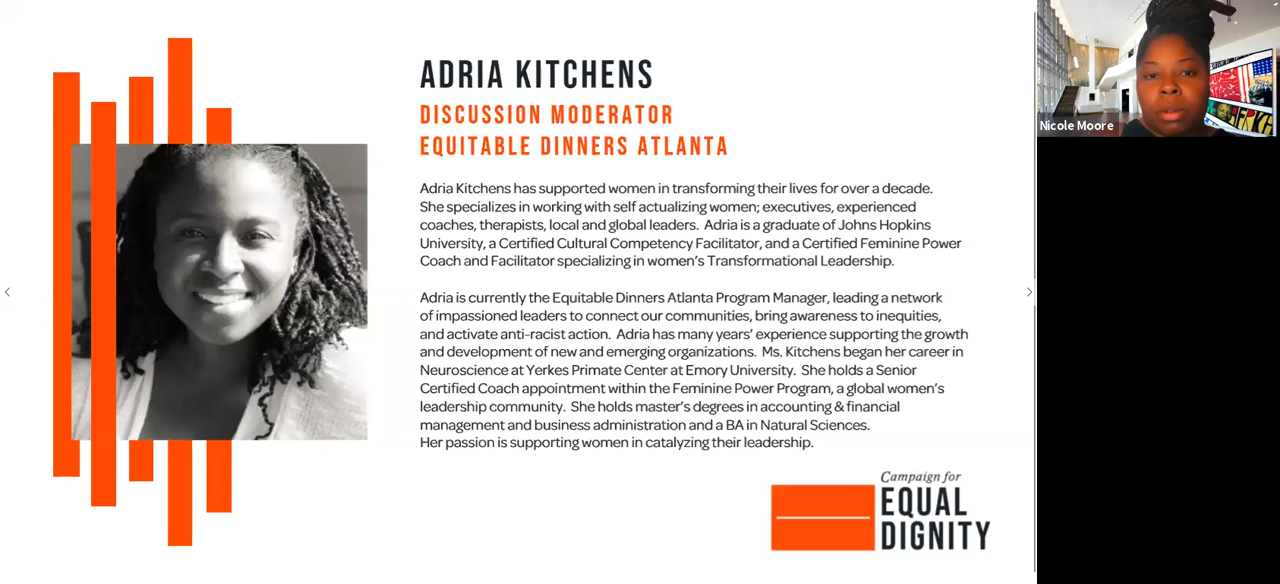 ADRIA KITCHENS
DISCUSSION MODERATOR
EQUITABLE DINNERS ATLANTA
Adria Kitchens has supported women in transforming their lives for over a decade.
She specializes in working with self actualizing women; executives, experienced
coaches, therapists, local and global leaders. Adria is a graduate of Johns Hopkins
University, a Certified Cultural Competency Facilitator, and a Certified Feminine Power
Coach and Facilitator specializing in women's Transformational Leadership.
Adria is currently the Equitable Dinners Atlanta Program Manager, leading a network
of impassioned leaders to connect our communities, bring awareness to inequities,
and activate anti-racist action. Adria has many years' experience supporting the growth
and development of new and emerging organizations. Ms. Kitchens began her career in
Neuroscience at Yerkes Primate Center at Emory University. She holds a Senior
Certified Coach appointment within the Feminine Power Program, a global women's
leadership community. She holds master's degrees in accounting & financial
management and business administration and a BA in Natural Sciences.
Her passion is supporting women in catalyzing their leadership.
Campaign for
EQUAL
DIGNITY
Nicole Moore